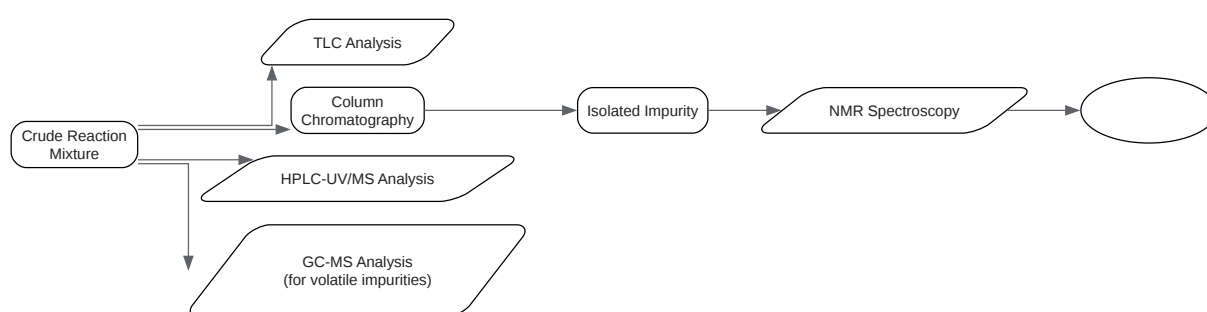 TLC Analysis
Column
Chromatography
Isolated Impurity
NMR Spectroscopy
Crude Reaction
Mixture
HPLC-UV/MS Analysis
GC-MS Analysis
(for volatile impurities)